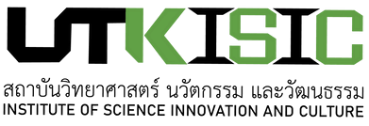 UTKISIC
สถาบันวิทยาศาสตร์ นวัตกรรม และวัฒนธรรม
INSTITUTE OF SCIENCE INNOVATION AND CULTURE